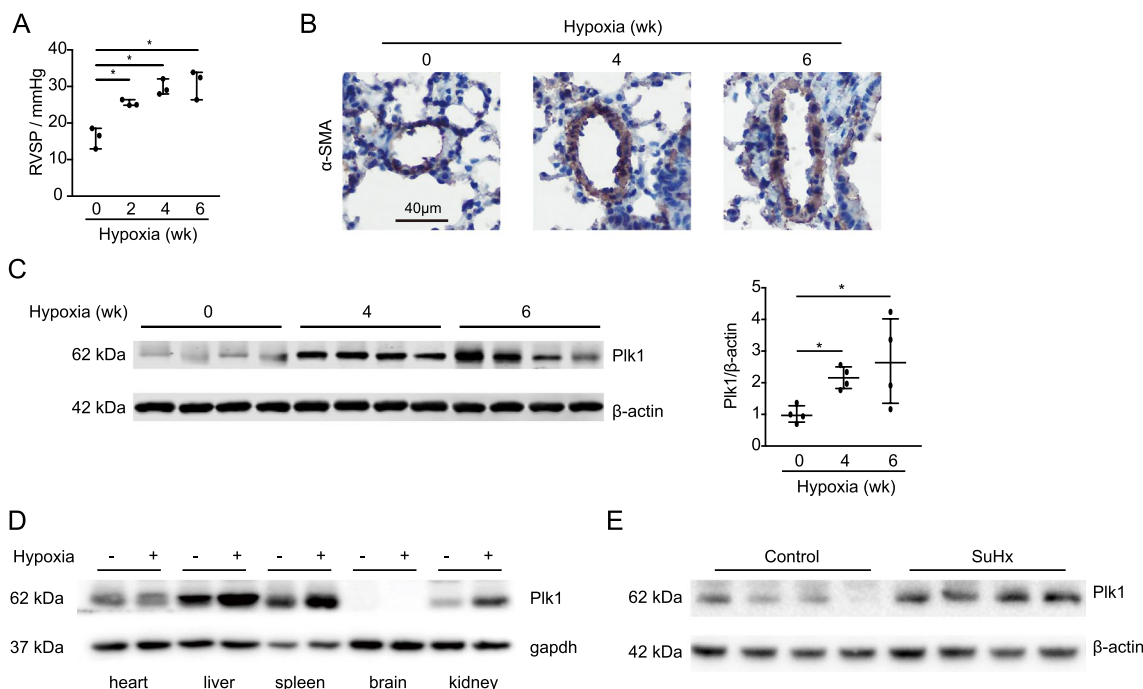 A
*
*
*
40
30
20
10
0
RVSP / mmHg
0 2 4 6
Hypoxia (wk)
B
Hypoxia (wk)
0 4 6
α-SMA
40μm
C
Hypoxia (wk) 0 4 6
62 kDa Plk1
42 kDa β-actin
*
*
5
4
3
2
1
0
Plk1/β-actin
0 4 6
Hypoxia (wk)
D
Hypoxia - + - + - + - + - +
62 kDa Plk1
37 kDa gapdh
heart liver spleen brain kidney
E
Control SuHx
62 kDa Plk1
42 kDa β-actin